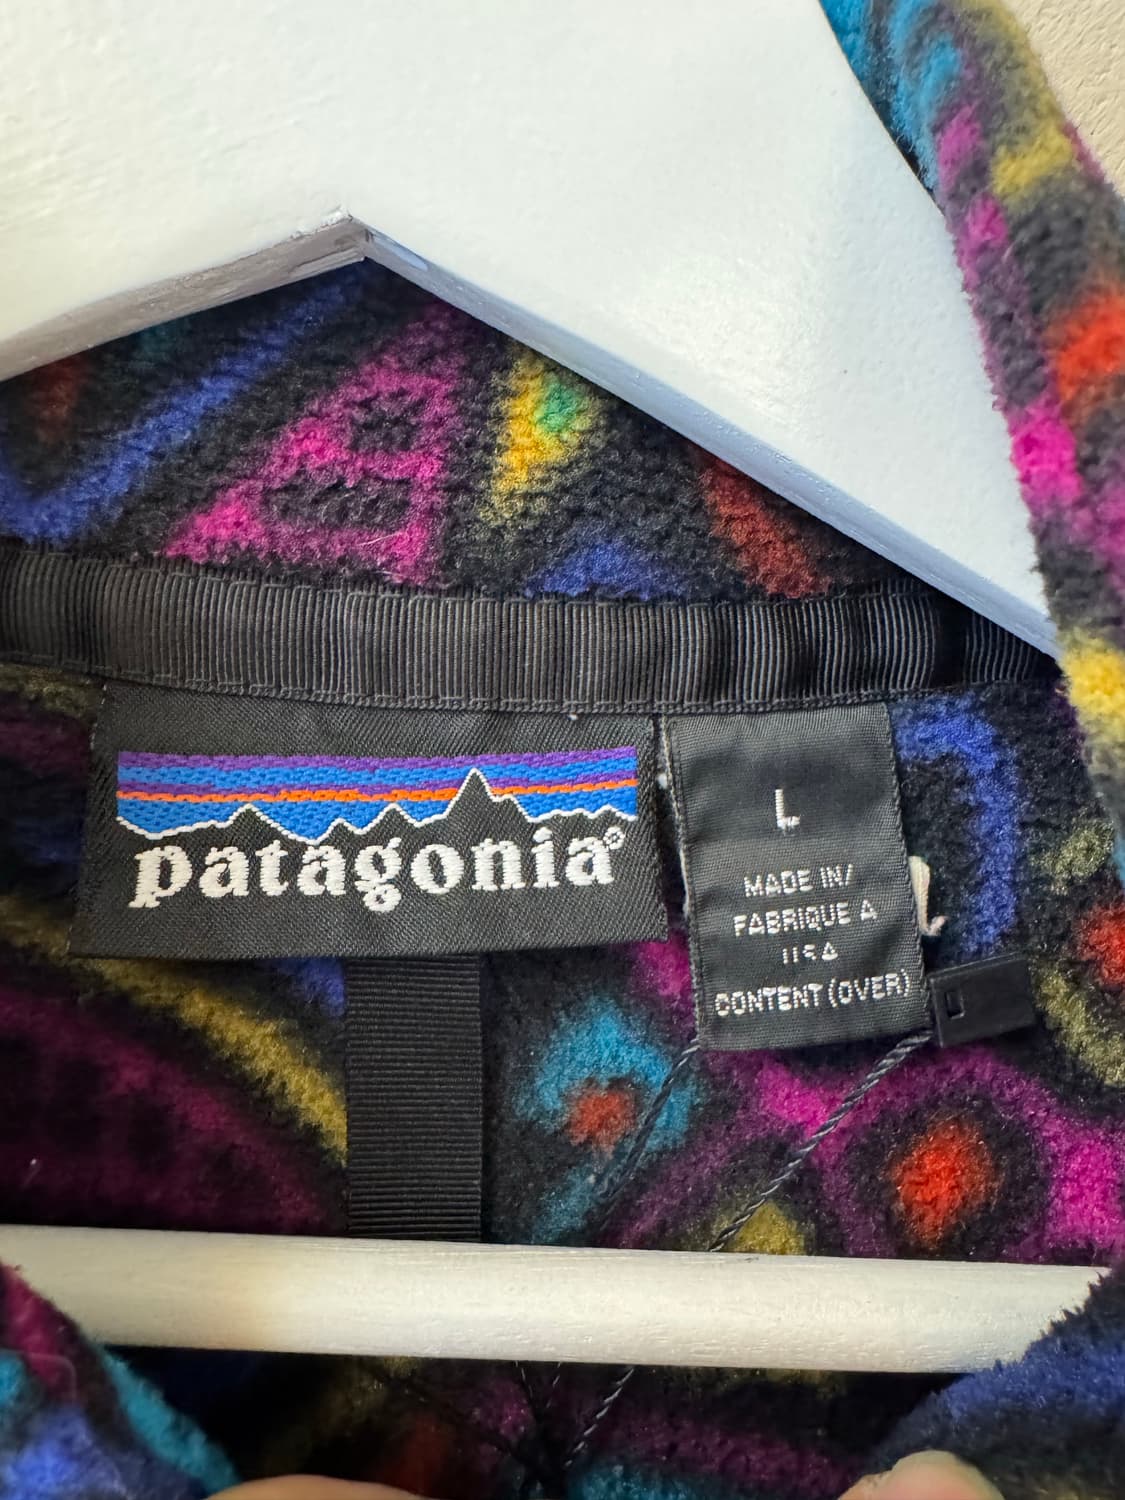 patagonia®
L
MADE IN/
FABRIQUE A
USA
CONTENT (OVER)